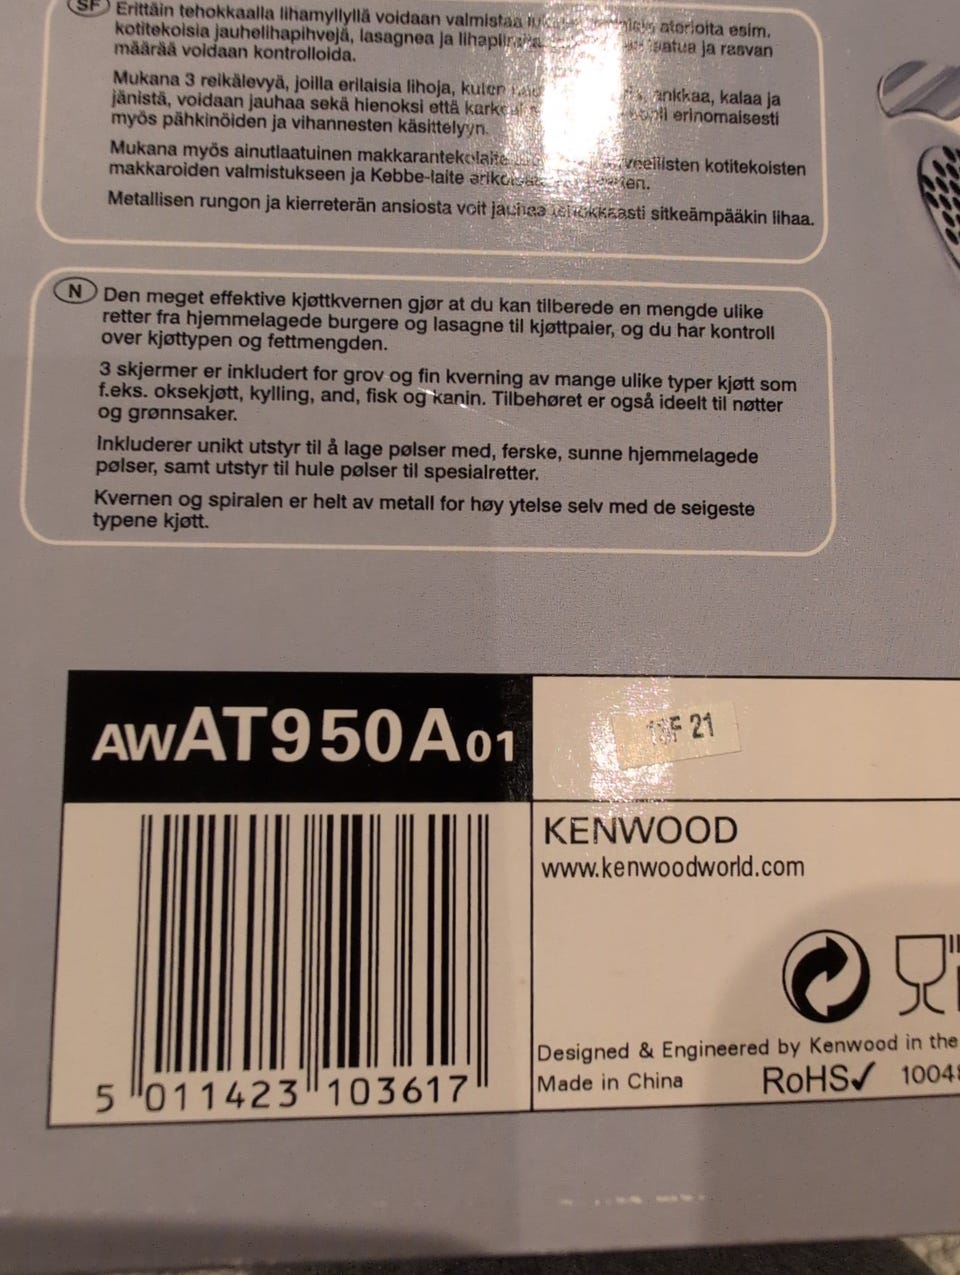 SF Erittäin tehokkaalla lihamyllyllä voidaan valmistaa aterioita esim.
kotitekoisia jauhelihapihvejä, lasagnea ja ja rasvan
määrää voidaan kontrolloida.
Mukana 3 reikälevyä, joilla erilaisia lihoja, kuten ankkaa, kalaa ja
jänistä, voidaan jauhaa sekä hienoksi että erinomaisesti
myös pähkinöiden ja vihannesten käsittelyyn.
Mukana myös ainutlaatuinen kotitekoisten
makkaroiden valmistukseen ja Kebbe-laite
Metallisen rungon ja kierreterän ansiosta voit jauhaa tehokkaasti sitkeämpääkin lihaa.
N Den meget effektive kjøttkvernen gjør at du kan tilberede en mengde ulike
retter fra hjemmelagede burgere og lasagne til kjøttpaier, og du har kontroll
over kjøttypen og fettmengden.
3 skjermer er inkludert for grov og fin kverning av mange ulike typer kjøtt som
f.eks. oksekjøtt, kylling, and, fisk og kanin. Tilbehøret er også ideelt til nøtter
og grønnsaker.
Inkluderer unikt utstyr til å lage pølser med, ferske, sunne hjemmelagede
pølser, samt utstyr til hule pølser til spesialretter.
Kvernen og spiralen er helt av metall for høy ytelse selv med de seigeste
typene kjøtt.
AWAT950A01
21
KENWOOD
www.kenwoodworld.com
Designed & Engineered by Kenwood in the
Made in China RoHS✓
5 011423 103617